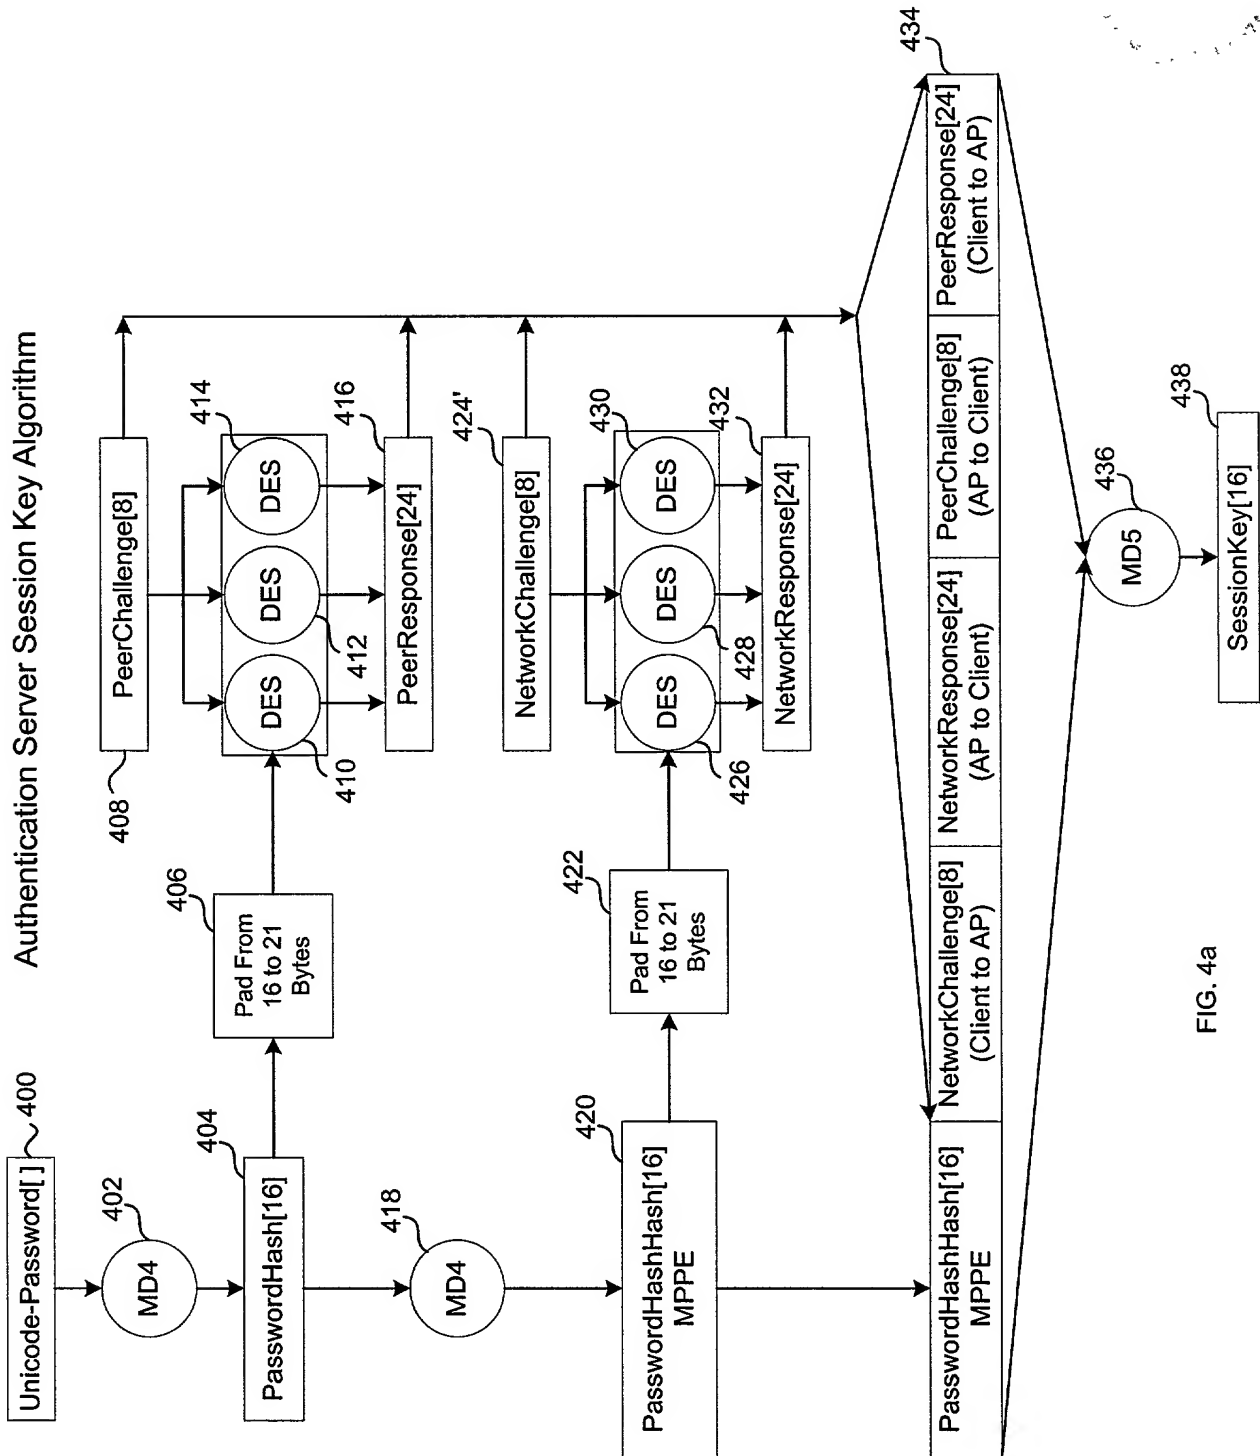 Authentication Server Session Key Algorithm
Unicode-Password[ ]
400
MD4
402
PasswordHash[16]
404
Pad From
16 to 21
Bytes
406
PeerChallenge[8]
408
DES
410
DES
412
DES
414
PeerResponse[24]
416
MD4
418
PasswordHashHash[16]
MPPE
420
Pad From
16 to 21
Bytes
422
NetworkChallenge[8]
424'
DES
426
DES
428
DES
430
NetworkResponse[24]
432
PasswordHashHash[16]
MPPE
NetworkChallenge[8]
(Client to AP)
NetworkResponse[24]
(AP to Client)
PeerChallenge[8]
(AP to Client)
PeerResponse[24]
(Client to AP)
434
MD5
436
SessionKey[16]
438
FIG. 4a